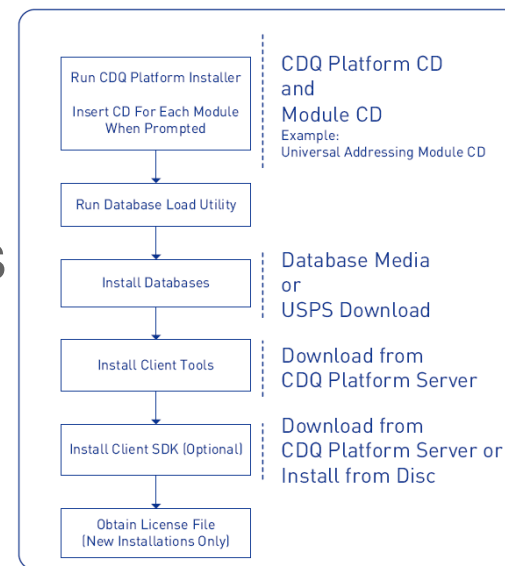 Run CDQ Platform Installer
Insert CD For Each Module
When Prompted
CDQ Platform CD
and
Module CD
Example:
Universal Addressing Module CD
Run Database Load Utility
S
Install Databases
Database Media
or
USPS Download
Install Client Tools
Download from
CDQ Platform Server
Install Client SDK (Optional)
Download from
CDQ Platform Server or
Install from Disc
Obtain License File
(New Installations Only)